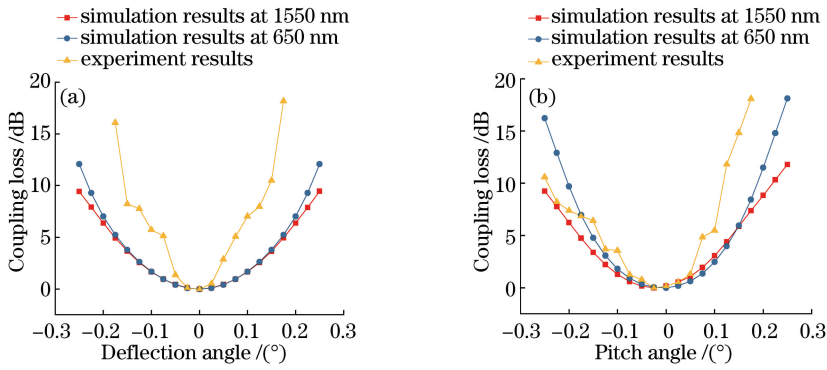 simulation results at 1550 nm
simulation results at 650 nm
experiment results
(a)
20
15
10
5
0
Coupling loss /dB
−0.3 −0.2 −0.1 0 0.1 0.2 0.3
Deflection angle /(°)
simulation results at 1550 nm
simulation results at 650 nm
experiment results
(b)
20
15
10
5
0
Coupling loss /dB
−0.3 −0.2 −0.1 0 0.1 0.2 0.3
Pitch angle /(°)